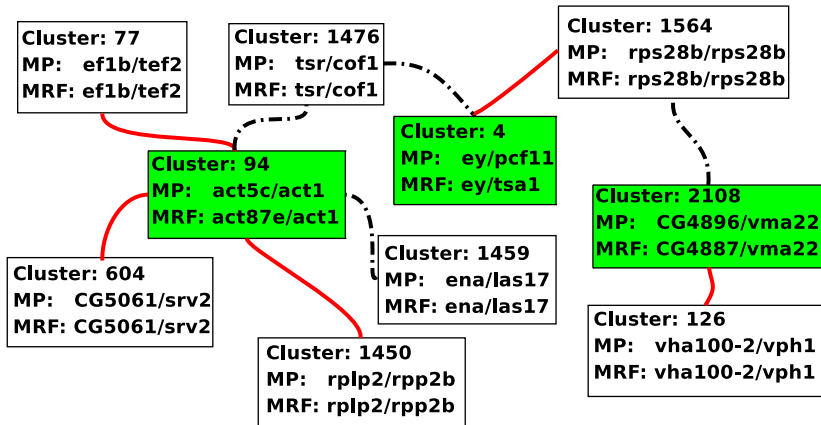 Cluster: 77
MP: ef1b/tef2
MRF: ef1b/tef2
Cluster: 1476
MP: tsr/cof1
MRF: tsr/cof1
Cluster: 1564
MP: rps28b/rps28b
MRF: rps28b/rps28b
Cluster: 94
MP: act5c/act1
MRF: act87e/act1
Cluster: 4
MP: ey/pcf11
MRF: ey/tsa1
Cluster: 2108
MP: CG4896/vma22
MRF: CG4887/vma22
Cluster: 604
MP: CG5061/srv2
MRF: CG5061/srv2
Cluster: 1459
MP: ena/las17
MRF: ena/las17
Cluster: 1450
MP: rplp2/rpp2b
MRF: rplp2/rpp2b
Cluster: 126
MP: vha100-2/vph1
MRF: vha100-2/vph1